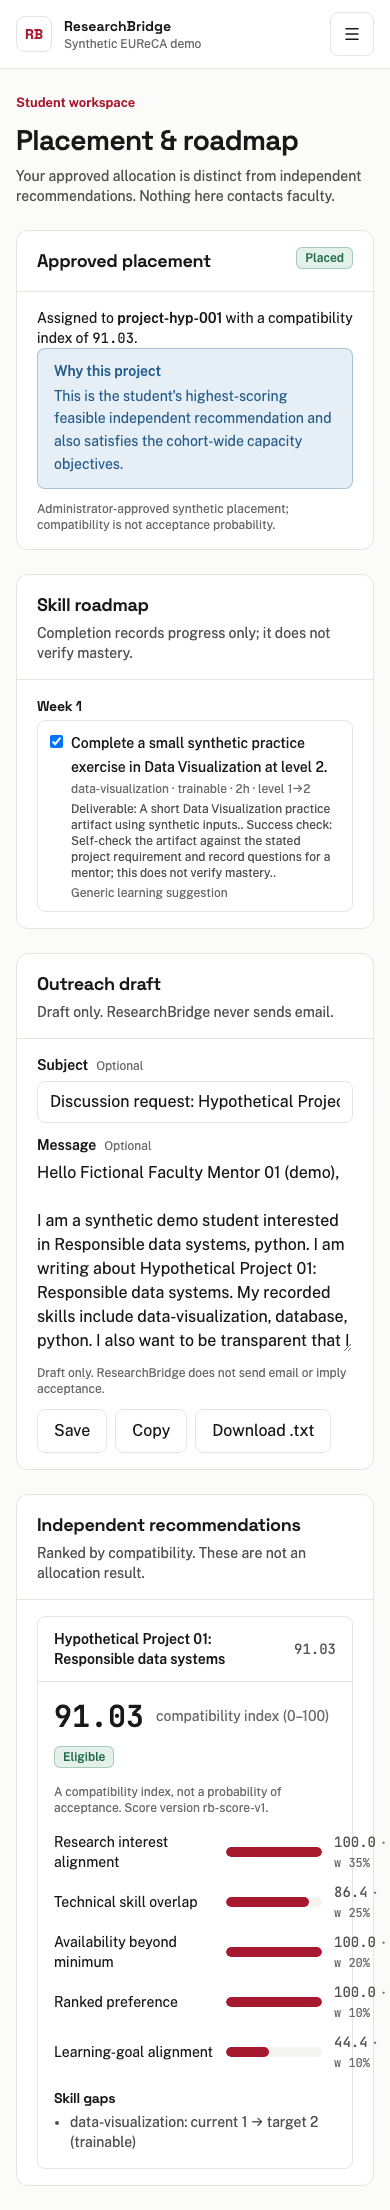 RB
ResearchBridge
Synthetic EUReCA demo
Student workspace
Placement & roadmap
Your approved allocation is distinct from independent
recommendations. Nothing here contacts faculty.
Approved placement
Placed
Assigned to project-hyp-001 with a compatibility
index of 91.03.
Why this project
This is the student's highest-scoring
feasible independent recommendation and
also satisfies the cohort-wide capacity
objectives.
Administrator-approved synthetic placement;
compatibility is not acceptance probability.
Skill roadmap
Completion records progress only; it does not
verify mastery.
Week 1
Complete a small synthetic practice
exercise in Data Visualization at level 2.
data-visualization · trainable · 2h · level 1→2
Deliverable: A short Data Visualization practice
artifact using synthetic inputs.. Success check:
Self-check the artifact against the stated
project requirement and record questions for a
mentor; this does not verify mastery..
Generic learning suggestion
Outreach draft
Draft only. ResearchBridge never sends email.
Subject Optional
Discussion request: Hypothetical Projec
Message Optional
Hello Fictional Faculty Mentor 01 (demo),
I am a synthetic demo student interested
in Responsible data systems, python. I am
writing about Hypothetical Project 01:
Responsible data systems. My recorded
skills include data-visualization, database,
python. I also want to be transparent that I
Draft only. ResearchBridge does not send email or imply
acceptance.
Save Copy Download .txt
Independent recommendations
Ranked by compatibility. These are not an
allocation result.
Hypothetical Project 01:
Responsible data systems
91.03
91.03 compatibility index (0–100)
Eligible
A compatibility index, not a probability of
acceptance. Score version rb-score-v1.
Research interest
alignment
100.0 ·
w 35%
Technical skill overlap
86.4 ·
w 25%
Availability beyond
minimum
100.0 ·
w 20%
Ranked preference
100.0 ·
w 10%
Learning-goal alignment
44.4 ·
w 10%
Skill gaps
• data-visualization: current 1 → target 2
(trainable)